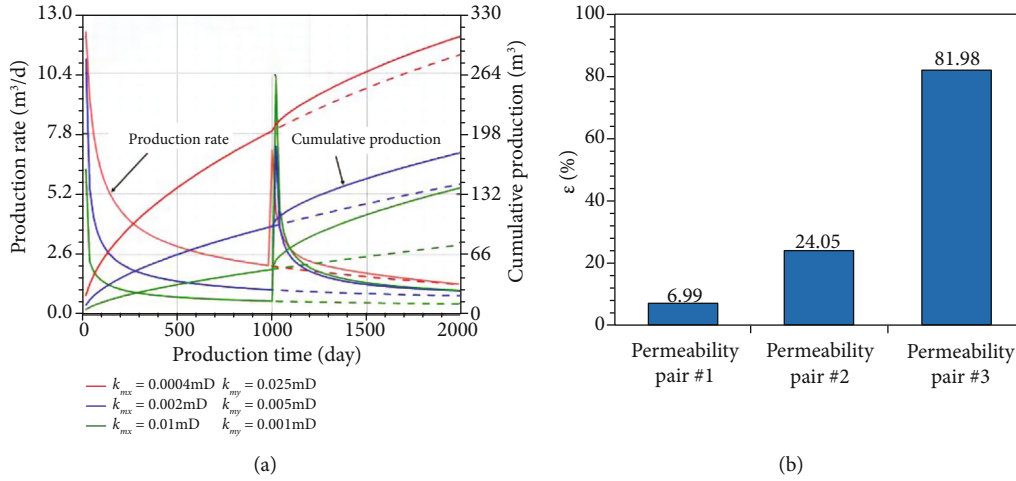 13.0
10.4
7.8
5.2
2.6
0.0
Production rate (m³/d)
330
264
198
132
66
0
Cumulative production (m³)
Production rate
Cumulative production
0 500 1000 1500 2000
Production time (day)
k_mx = 0.0004mD k_my = 0.025mD
k_mx = 0.002mD k_my = 0.005mD
k_mx = 0.01mD k_my = 0.001mD
(a)
100
80
60
40
20
0
ε (%)
6.99
24.05
81.98
Permeability
pair #1
Permeability
pair #2
Permeability
pair #3
(b)